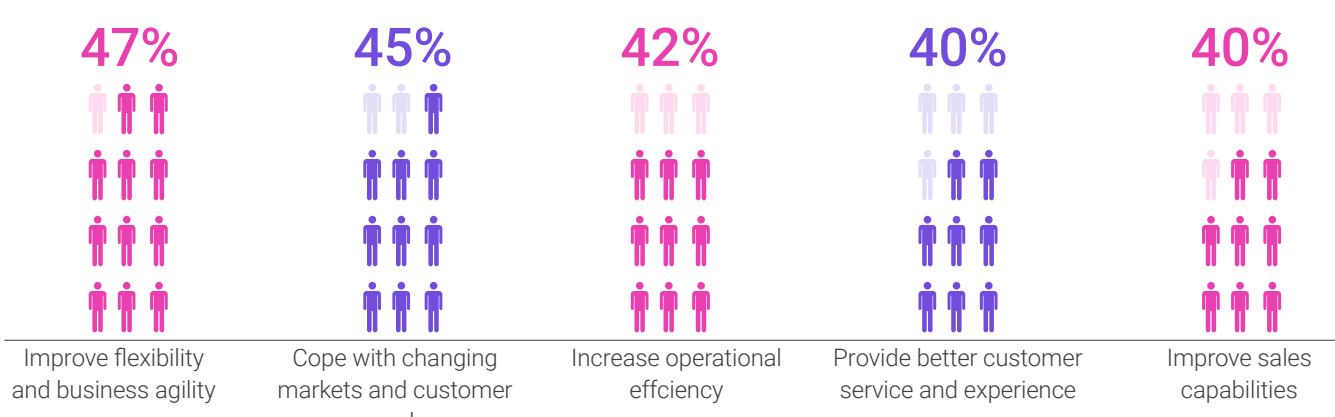 47%
45%
42%
40%
40%
Improve flexibility
and business agility
Cope with changing
markets and customer
Increase operational
effciency
Provide better customer
service and experience
Improve sales
capabilities